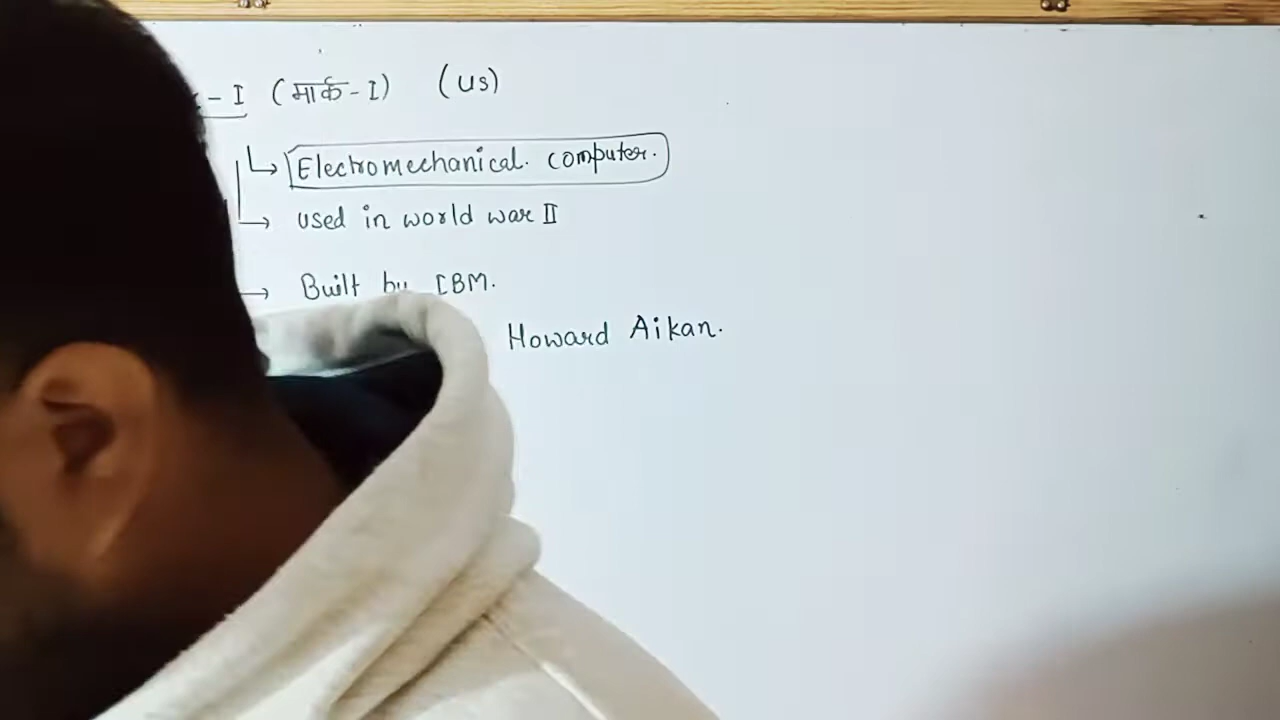 - I (मार्क - I) (US)
Electromechanical. computer.
used in world war II
Built by IBM.
Howard Aikan.